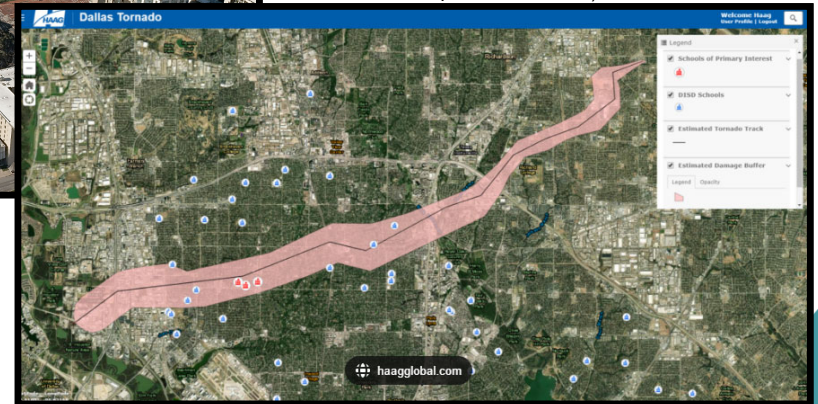 HAAG
Dallas Tornado
Welcome Haag
User Profile | Logout
Legend
Schools of Primary Interest
DISD Schools
Estimated Tornado Track
Estimated Damage Buffer
Legend
Opacity
Richardson
haagglobal.com